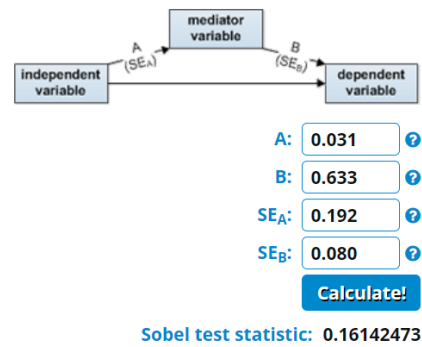 mediator
variable
A
(SEA)
B
(SEB)
independent
variable
dependent
variable
A: 0.031 ?
B: 0.633 ?
SEA: 0.192 ?
SEB: 0.080 ?
Calculate!
Sobel test statistic: 0.16142473